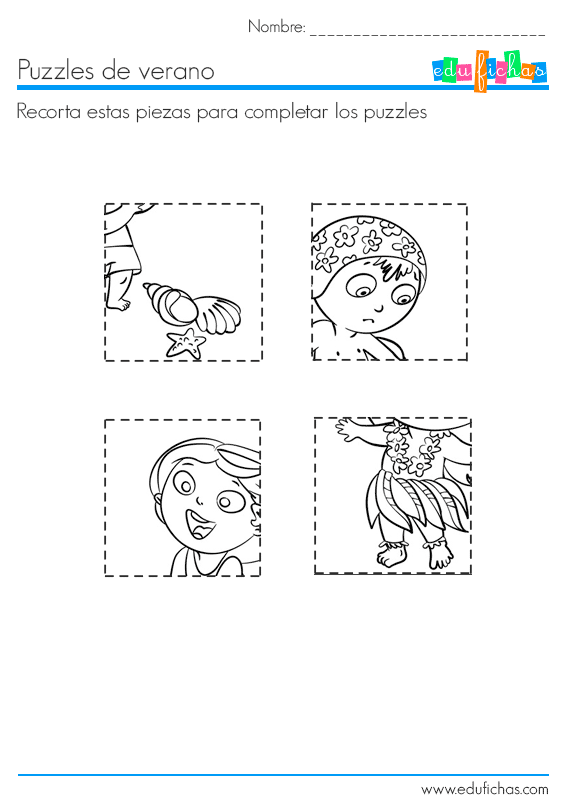 Nombre: ___________________________
Puzzles de verano
edufichas
Recorta estas piezas para completar los puzzles
www.edufichas.com